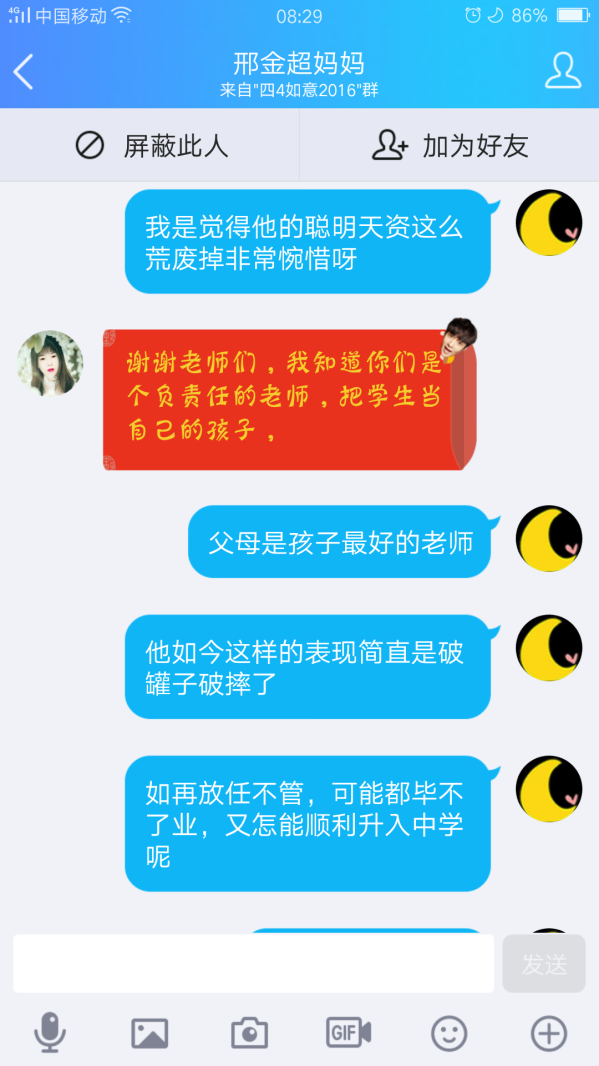 4G 中国移动 08:29 86%
邢金超妈妈
来自"四4如意2016"群
屏蔽此人 加为好友
我是觉得他的聪明天资这么
荒废掉非常惋惜呀
谢谢老师们，我知道你们是
个负责任的老师，把学生当
自己的孩子，
父母是孩子最好的老师
他如今这样的表现简直是破
罐子破摔了
如再放任不管，可能都毕不
了业，又怎能顺利升入中学
呢
发送
GIF